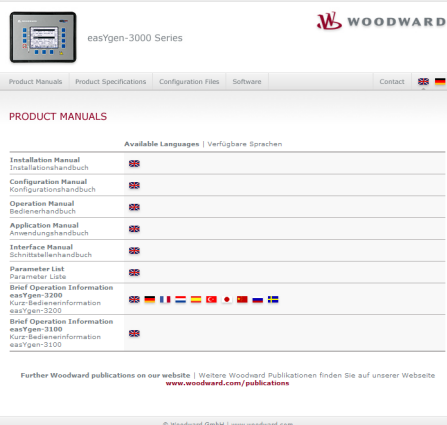 easYgen-3000 Series
WOODWARD
Product Manuals Product Specifications Configuration Files Software Contact
PRODUCT MANUALS
Available Languages | Verfügbare Sprachen
Installation Manual
Installationshandbuch
Configuration Manual
Konfigurationshandbuch
Operation Manual
Bedienerhandbuch
Application Manual
Anwendungshandbuch
Interface Manual
Schnittstellenhandbuch
Parameter List
Parameter Liste
Brief Operation Information
easYgen-3200
Kurz-Bedienerinformation
easYgen-3200
Brief Operation Information
easYgen-3100
Kurz-Bedienerinformation
easYgen-3100
Further Woodward publications on our website | Weitere Woodward Publikationen finden Sie auf unserer Webseite
www.woodward.com/publications
© Woodward GmbH | www.woodward.com